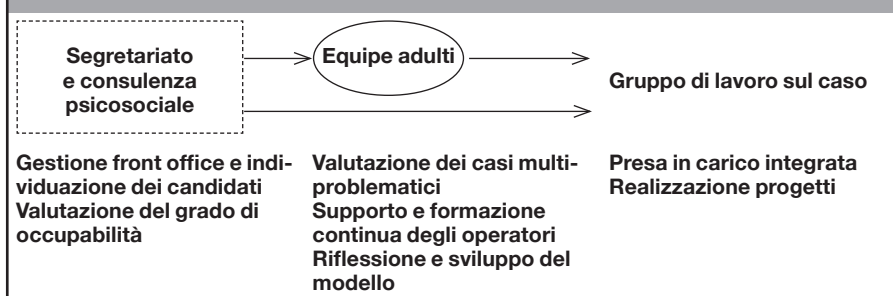 Segretariato
e consulenza
psicosociale
Equipe adulti
Gruppo di lavoro sul caso
Gestione front office e indi-
viduazione dei candidati
Valutazione del grado di
occupabilità
Valutazione dei casi multi-
problematici
Supporto e formazione
continua degli operatori
Riflessione e sviluppo del
modello
Presa in carico integrata
Realizzazione progetti